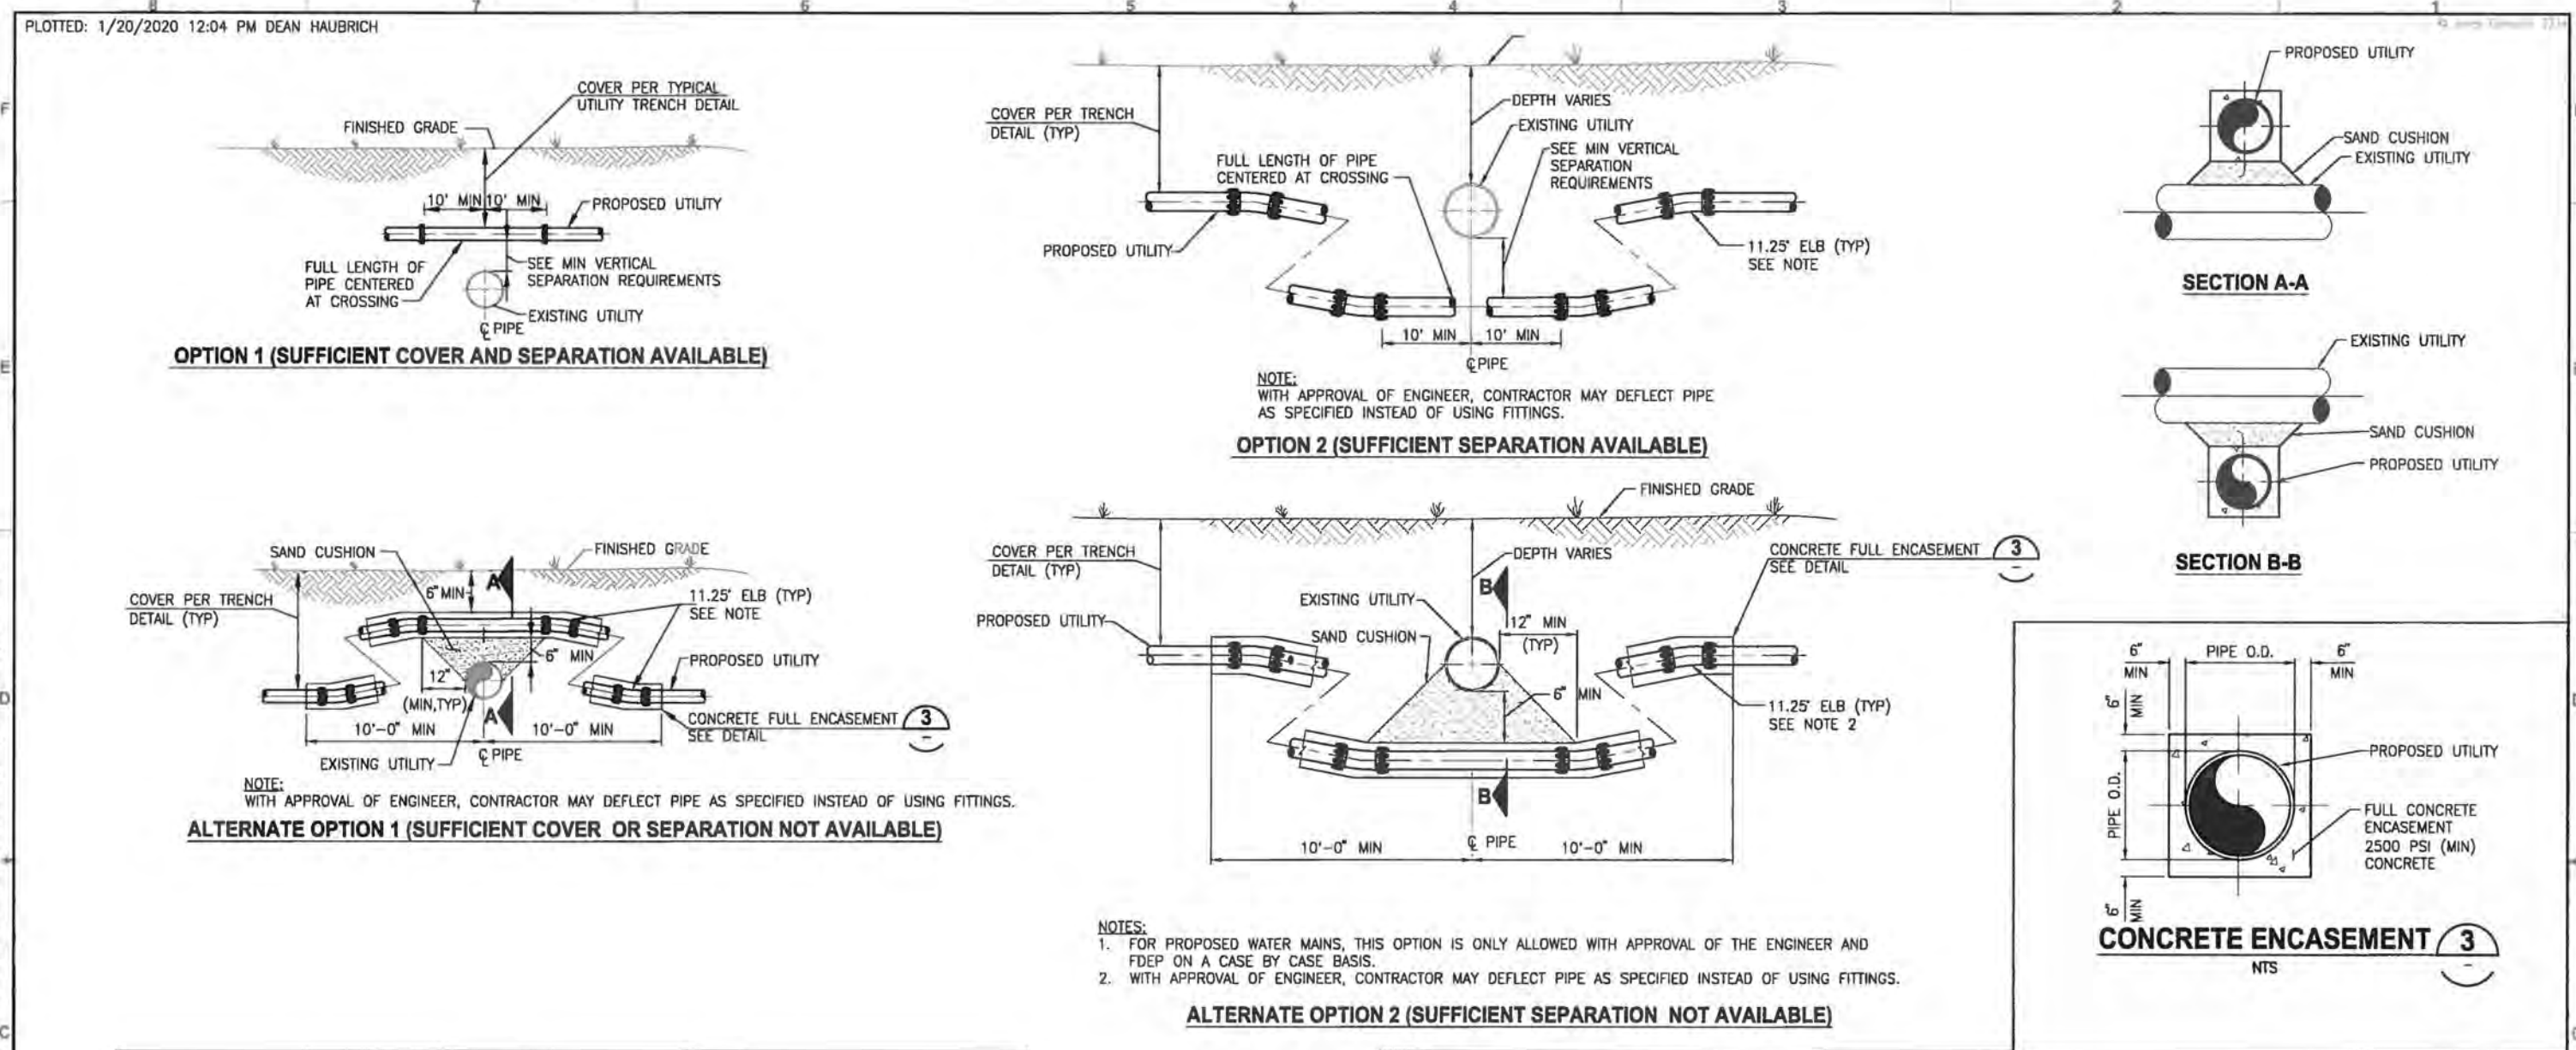 8
7
6
5
4
3
2
1
PLOTTED: 1/20/2020 12:04 PM DEAN HAUBRICH
F
E
D
C
COVER PER TYPICAL
UTILITY TRENCH DETAIL
FINISHED GRADE
10' MIN
10' MIN
PROPOSED UTILITY
FULL LENGTH OF
PIPE CENTERED
AT CROSSING
SEE MIN VERTICAL
SEPARATION REQUIREMENTS
EXISTING UTILITY
℄ PIPE
OPTION 1 (SUFFICIENT COVER AND SEPARATION AVAILABLE)
COVER PER TRENCH
DETAIL (TYP)
DEPTH VARIES
EXISTING UTILITY
SEE MIN VERTICAL
SEPARATION
REQUIREMENTS
FULL LENGTH OF PIPE
CENTERED AT CROSSING
PROPOSED UTILITY
11.25° ELB (TYP)
SEE NOTE
10' MIN
10' MIN
℄ PIPE
NOTE:
WITH APPROVAL OF ENGINEER, CONTRACTOR MAY DEFLECT PIPE
AS SPECIFIED INSTEAD OF USING FITTINGS.
OPTION 2 (SUFFICIENT SEPARATION AVAILABLE)
PROPOSED UTILITY
SAND CUSHION
EXISTING UTILITY
SECTION A-A
EXISTING UTILITY
SAND CUSHION
PROPOSED UTILITY
SECTION B-B
SAND CUSHION
FINISHED GRADE
A
6" MIN
COVER PER TRENCH
DETAIL (TYP)
11.25° ELB (TYP)
SEE NOTE
6" MIN
PROPOSED UTILITY
12"
(MIN,TYP)
A
10'-0" MIN
10'-0" MIN
CONCRETE FULL ENCASEMENT
SEE DETAIL
3
-
EXISTING UTILITY
℄ PIPE
NOTE:
WITH APPROVAL OF ENGINEER, CONTRACTOR MAY DEFLECT PIPE AS SPECIFIED INSTEAD OF USING FITTINGS.
ALTERNATE OPTION 1 (SUFFICIENT COVER OR SEPARATION NOT AVAILABLE)
FINISHED GRADE
COVER PER TRENCH
DETAIL (TYP)
DEPTH VARIES
CONCRETE FULL ENCASEMENT
SEE DETAIL
3
-
B
EXISTING UTILITY
PROPOSED UTILITY
SAND CUSHION
12" MIN
(TYP)
6" MIN
11.25° ELB (TYP)
SEE NOTE 2
B
10'-0" MIN
℄ PIPE
10'-0" MIN
NOTES:
1. FOR PROPOSED WATER MAINS, THIS OPTION IS ONLY ALLOWED WITH APPROVAL OF THE ENGINEER AND
FDEP ON A CASE BY CASE BASIS.
2. WITH APPROVAL OF ENGINEER, CONTRACTOR MAY DEFLECT PIPE AS SPECIFIED INSTEAD OF USING FITTINGS.
ALTERNATE OPTION 2 (SUFFICIENT SEPARATION NOT AVAILABLE)
6"
MIN
PIPE O.D.
6"
MIN
6"
MIN
PIPE O.D.
6"
MIN
PROPOSED UTILITY
FULL CONCRETE
ENCASEMENT
2500 PSI (MIN)
CONCRETE
CONCRETE ENCASEMENT
3
-
NTS